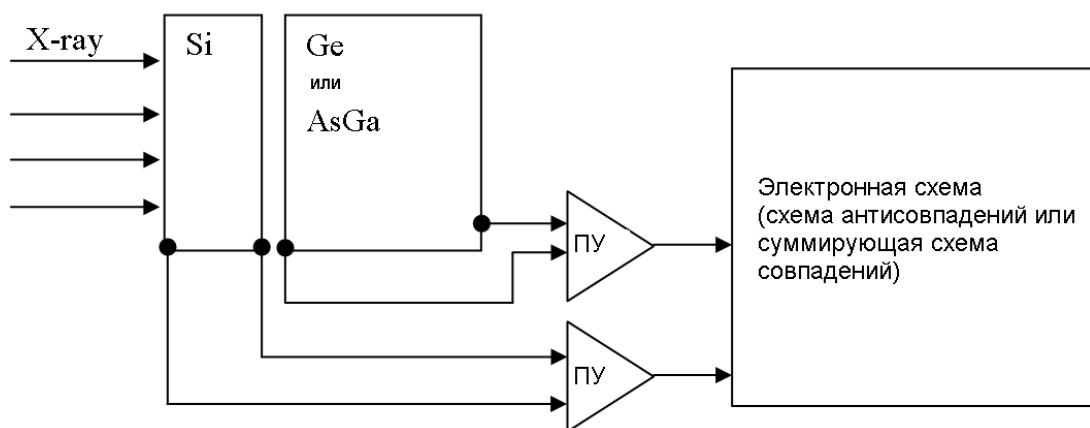 X-ray
Si
Ge
или
AsGa
ПУ
Электронная схема
(схема антисовпадений или
суммирующая схема
совпадений)
ПУ